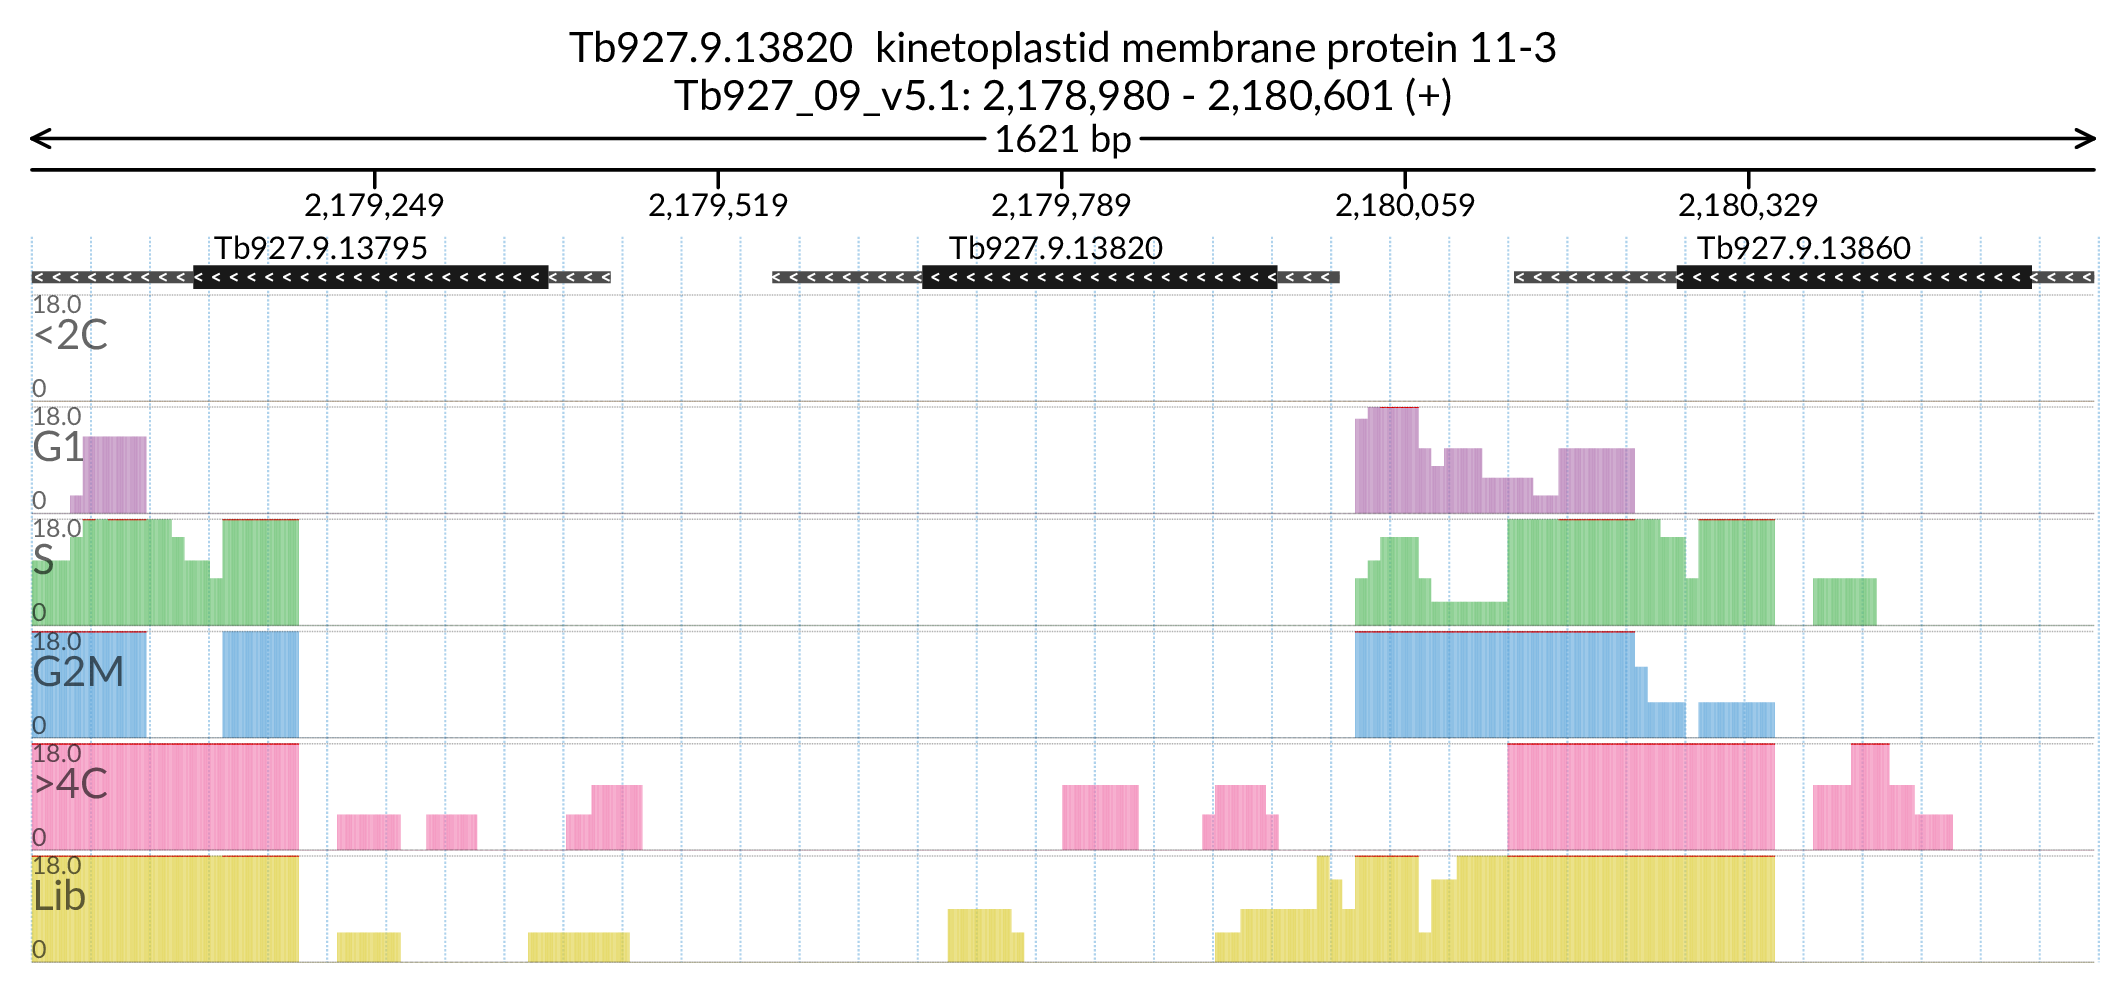 Tb927.9.13820  kinetoplastid membrane protein 11-3
Tb927_09_v5.1: 2,178,980 - 2,180,601 (+)
1621 bp
2,179,249 2,179,519 2,179,789 2,180,059 2,180,329
Tb927.9.13795 Tb927.9.13820 Tb927.9.13860
18.0
<2C
0
18.0
G1
0
18.0
S
0
18.0
G2M
0
18.0
>4C
0
18.0
Lib
0